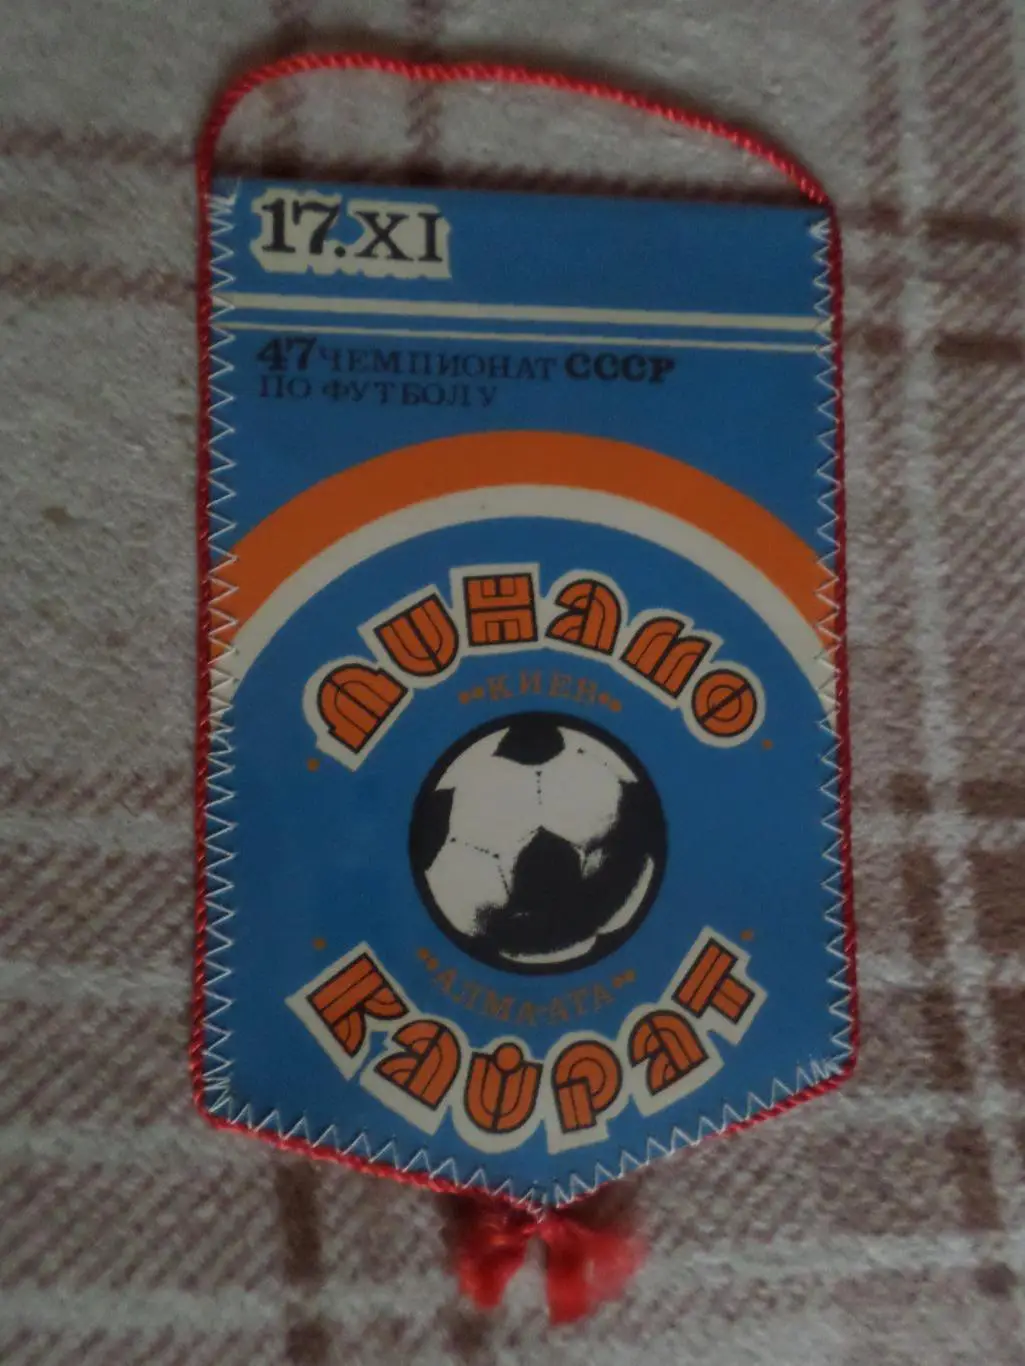 17.XI
47 ЧЕМПИОНАТ СССР
ПО ФУТБОЛУ
ДИНАМО
КИЕВ
АЛМА-АТА
КАЙРАТ